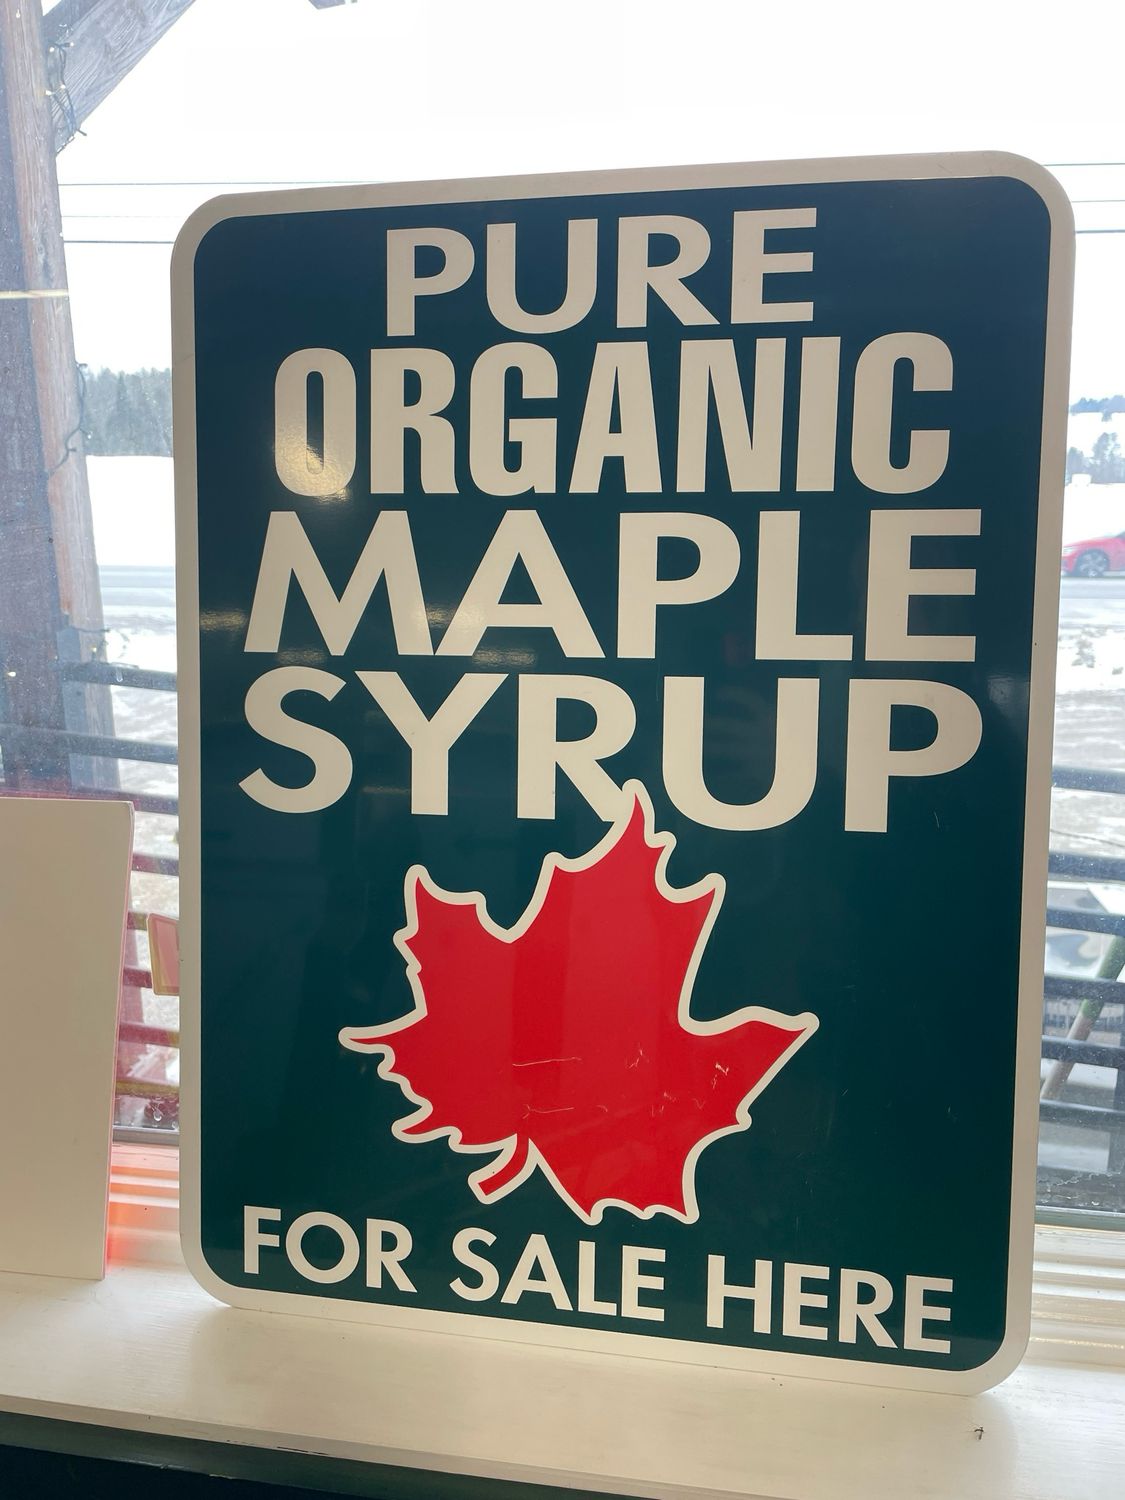 PURE
ORGANIC
MAPLE
SYRUP
FOR SALE HERE